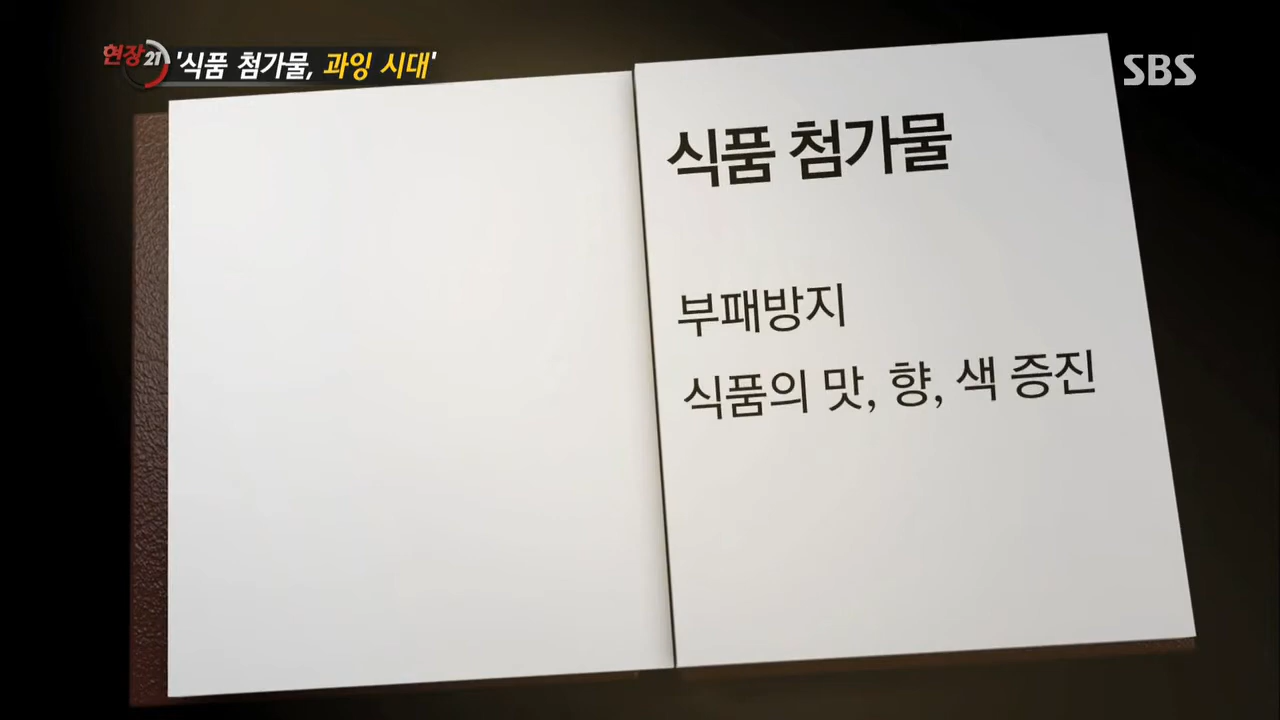 현장21 '식품 첨가물, 과잉 시대'
SBS
식품 첨가물
부패방지
식품의 맛, 향, 색 증진